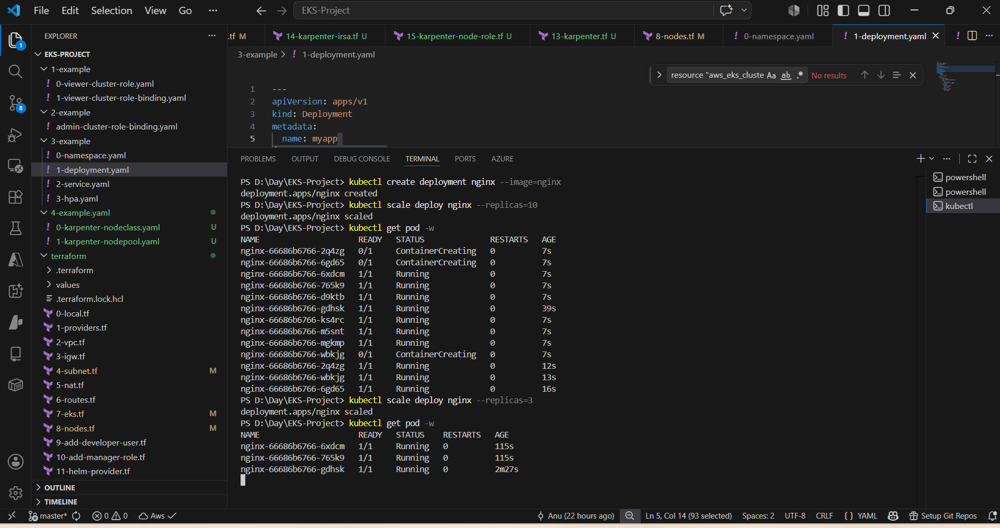 File Edit Selection View Go ··· EKS-Project
EXPLORER ···
EKS-PROJECT
1-example
! 0-viewer-cluster-role.yaml
! 1-viewer-cluster-role-binding.yaml
2-example
! admin-cluster-role-binding.yaml
3-example
! 0-namespace.yaml
! 1-deployment.yaml
! 2-service.yaml
! 3-hpa.yaml
4-example.yaml
! 0-karpenter-nodeclass.yaml U
! 1-karpenter-nodepool.yaml U
terraform
.terraform
values
.terraform.lock.hcl
0-local.tf
1-providers.tf
2-vpc.tf
3-igw.tf
4-subnet.tf M
5-nat.tf
6-routes.tf
7-eks.tf M
8-nodes.tf M
9-add-developer-user.tf
10-add-manager-role.tf
11-helm-provider.tf
OUTLINE
TIMELINE
1
8
.tf M 14-karpenter-irsa.tf U 15-karpenter-node-role.tf U 13-karpenter.tf U 8-nodes.tf M ! 0-namespace.yaml ! 1-deployment.yaml ! ···
3-example > ! 1-deployment.yaml
resource "aws_eks_cluste Aa ab .* No results
1 ---
2 apiVersion: apps/v1
3 kind: Deployment
4 metadata:
5 name: myapp
PROBLEMS OUTPUT DEBUG CONSOLE TERMINAL PORTS AZURE
PS D:\Day\EKS-Project> kubectl create deployment nginx --image=nginx
deployment.apps/nginx created
PS D:\Day\EKS-Project> kubectl scale deploy nginx --replicas=10
deployment.apps/nginx scaled
PS D:\Day\EKS-Project> kubectl get pod -w
NAME READY STATUS RESTARTS AGE
nginx-66686b6766-2q4zg 0/1 ContainerCreating 0 7s
nginx-66686b6766-6gd65 0/1 ContainerCreating 0 7s
nginx-66686b6766-6xdcm 1/1 Running 0 7s
nginx-66686b6766-765k9 1/1 Running 0 7s
nginx-66686b6766-d9ktb 1/1 Running 0 7s
nginx-66686b6766-gdhsk 1/1 Running 0 39s
nginx-66686b6766-ks4rc 1/1 Running 0 7s
nginx-66686b6766-m5snt 1/1 Running 0 7s
nginx-66686b6766-mgkmp 1/1 Running 0 7s
nginx-66686b6766-wbkjg 0/1 ContainerCreating 0 7s
nginx-66686b6766-2q4zg 1/1 Running 0 12s
nginx-66686b6766-wbkjg 1/1 Running 0 13s
nginx-66686b6766-6gd65 1/1 Running 0 16s
PS D:\Day\EKS-Project> kubectl scale deploy nginx --replicas=3
deployment.apps/nginx scaled
PS D:\Day\EKS-Project> kubectl get pod -w
NAME READY STATUS RESTARTS AGE
nginx-66686b6766-6xdcm 1/1 Running 0 115s
nginx-66686b6766-765k9 1/1 Running 0 115s
nginx-66686b6766-gdhsk 1/1 Running 0 2m27s
powershell
powershell
kubectl
master* 0 0 Aws Anu (22 hours ago) Ln 5, Col 14 (93 selected) Spaces: 2 UTF-8 CRLF { } YAML Setup Git Repos